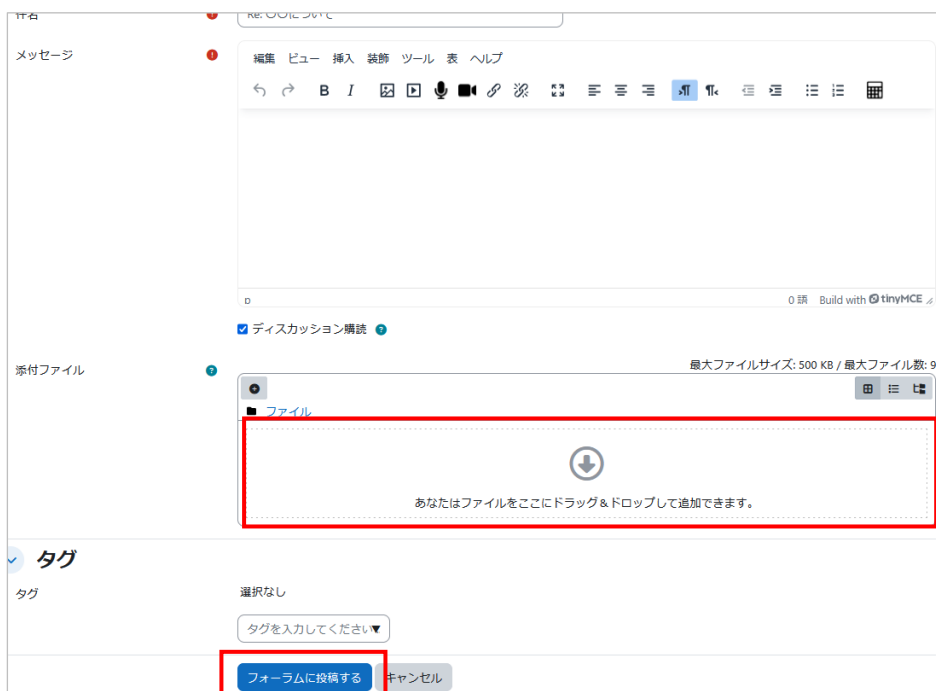 件名
Re: 〇〇について
メッセージ
編集 ビュー 挿入 装飾 ツール 表 ヘルプ
B I
p
0 語 Build with tinyMCE
ディスカッション購読
最大ファイルサイズ: 500 KB / 最大ファイル数: 9
添付ファイル
ファイル
あなたはファイルをここにドラッグ&ドロップして追加できます。
タグ
タグ
選択なし
タグを入力してください
フォーラムに投稿する
キャンセル